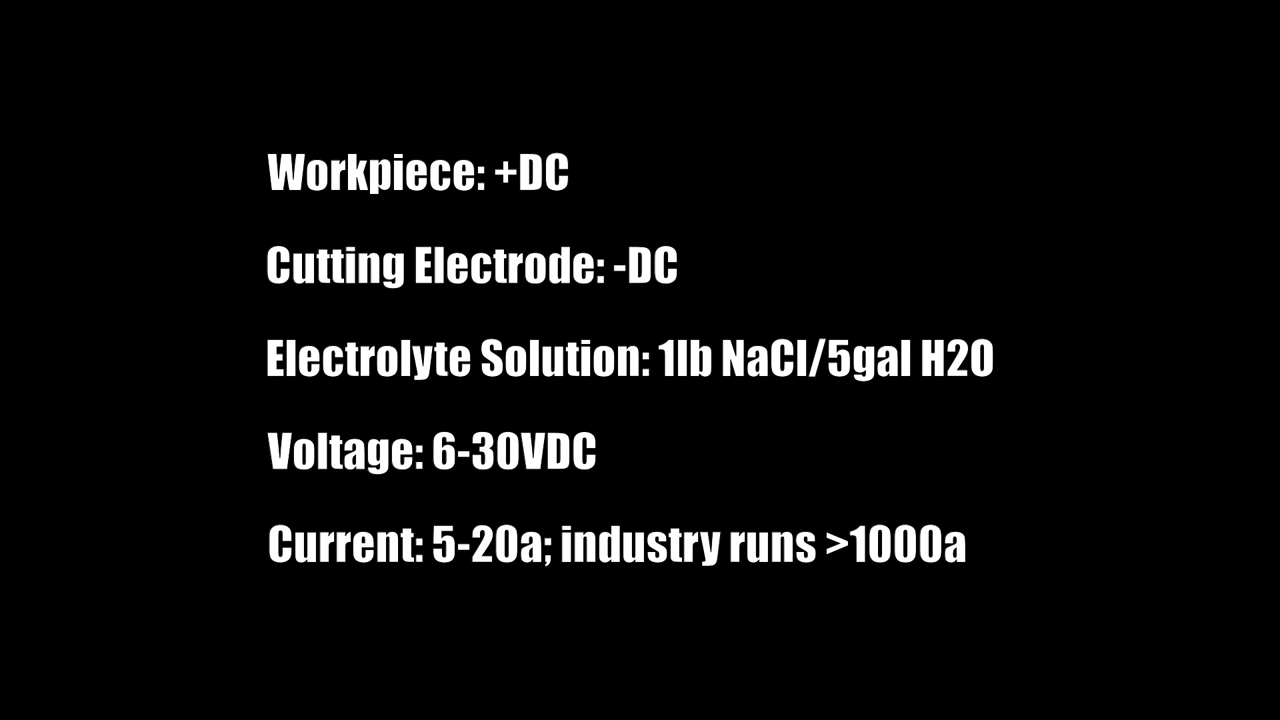 Workpiece: +DC
Cutting Electrode: -DC
Electrolyte Solution: 1lb NaCl/5gal H2O
Voltage: 6-30VDC
Current: 5-20a; industry runs >1000a